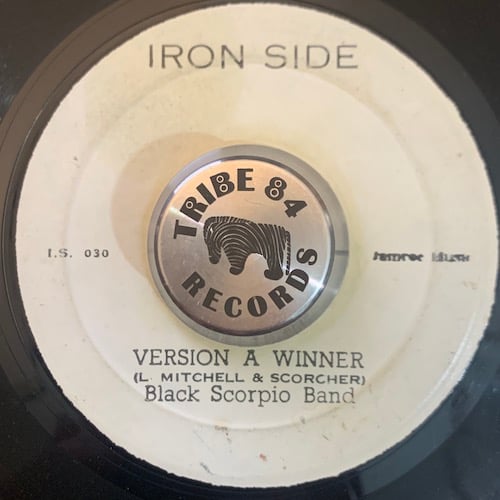 IRON SIDE
TRIBE 84
RECORDS
I.S. 030
VERSION A WINNER
(L. MITCHELL & SCORCHER)
Black Scorpio Band